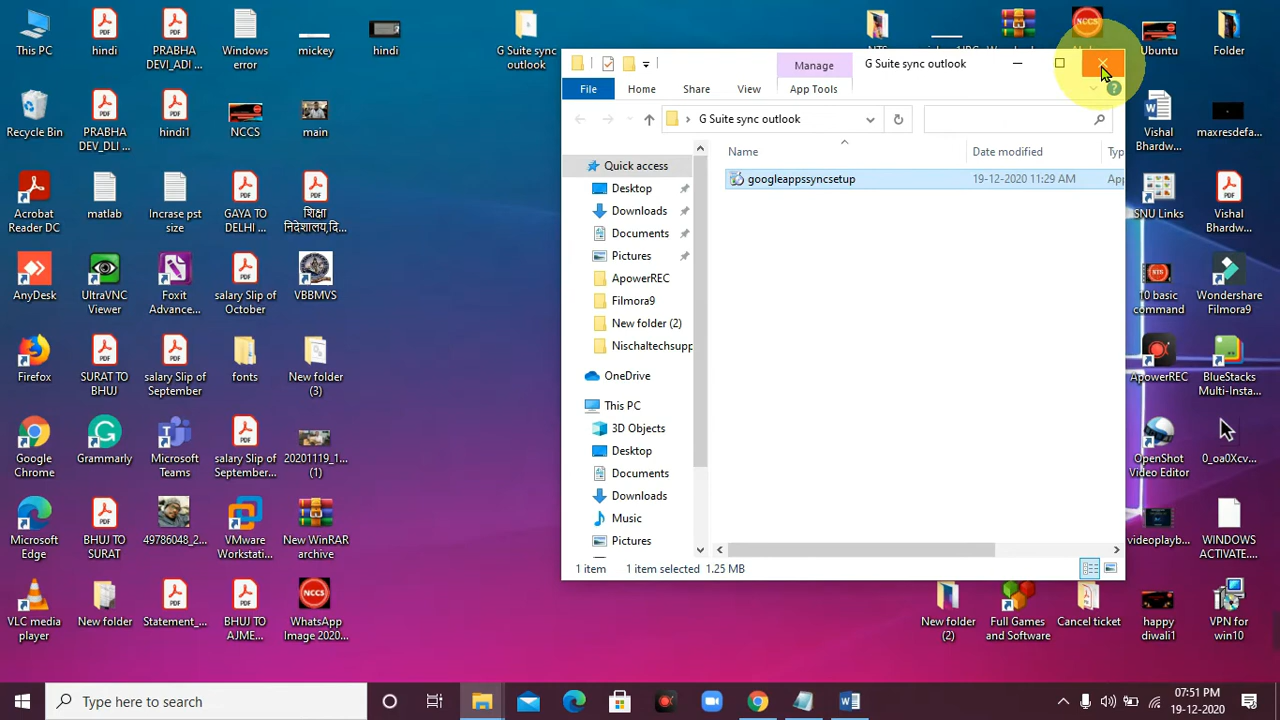 This PC
hindi
PRABHA
DEVI_ADI ...
Windows
error
mickey
hindi
G Suite sync
outlook
Ubuntu
Folder
Recycle Bin
PRABHA
DEV_DLI ...
hindi1
NCCS
main
Vishal
Bhardw...
maxresdefa...
Acrobat
Reader DC
matlab
Incrase pst
size
GAYA TO
DELHI ...
शिक्षा
निदेशालय,दि...
SNU Links
Vishal
Bhardw...
AnyDesk
UltraVNC
Viewer
Foxit
Advance...
salary Slip of
October
VBBMVS
10 basic
command
Wondershare
Filmora9
Firefox
SURAT TO
BHUJ
salary Slip of
September
fonts
New folder
(3)
ApowerREC
BlueStacks
Multi-Insta...
Google
Chrome
Grammarly
Microsoft
Teams
salary Slip of
September...
20201119_1...
(1)
OpenShot
Video Editor
0_oa0Xcv...
Microsoft
Edge
BHUJ TO
SURAT
49786048_2...
VMware
Workstati...
New WinRAR
archive
videoplayb...
WINDOWS
ACTIVATE....
VLC media
player
New folder
Statement_...
BHUJ TO
AJME...
WhatsApp
Image 2020...
New folder
(2)
Full Games
and Software
Cancel ticket
happy
diwali1
VPN for
win10
Manage
G Suite sync outlook
File
Home
Share
View
App Tools
G Suite sync outlook
Name
Date modified
Typ
googleappssyncsetup
19-12-2020 11:29 AM
App
Quick access
Desktop
Downloads
Documents
Pictures
ApowerREC
Filmora9
New folder (2)
Nischaltechsupp
OneDrive
This PC
3D Objects
Desktop
Documents
Downloads
Music
Pictures
1 item
1 item selected
1.25 MB
Type here to search
07:51 PM
19-12-2020